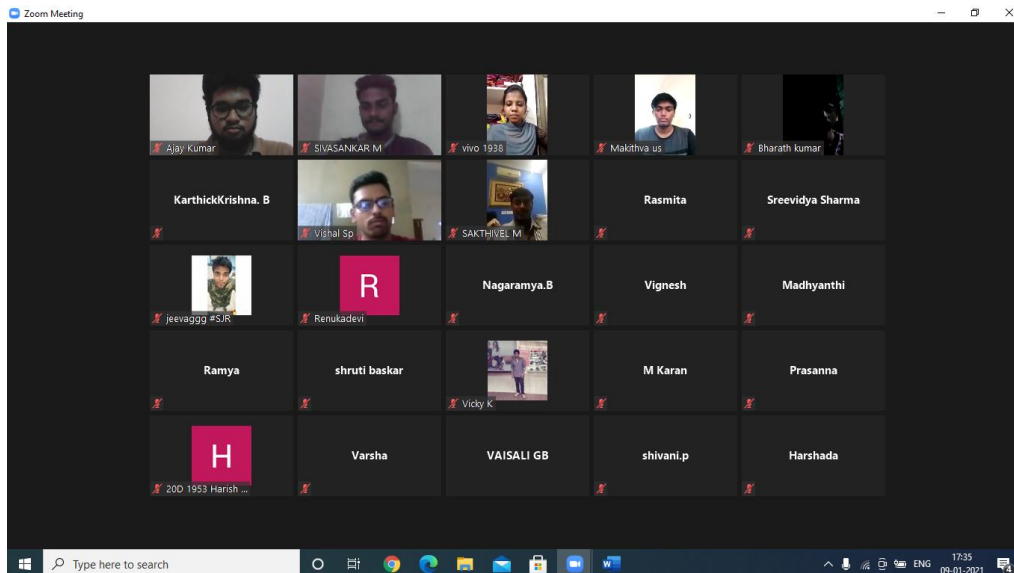 Zoom Meeting
Ajay Kumar
SIVASANKAR M
vivo 1938
Makithva us
Bharath kumar
KarthickKrishna. B
Vishal Sp
SAKTHIVEL M
Rasmita
Sreevidya Sharma
jeevaggg #SJR
R
Renukadevi
Nagaramya.B
Vignesh
Madhyanthi
Ramya
shruti baskar
Vicky K
M Karan
Prasanna
H
20D 1953 Harish ...
Varsha
VAISALI GB
shivani.p
Harshada
Type here to search
W
ENG
17:35
09-01-2021
4